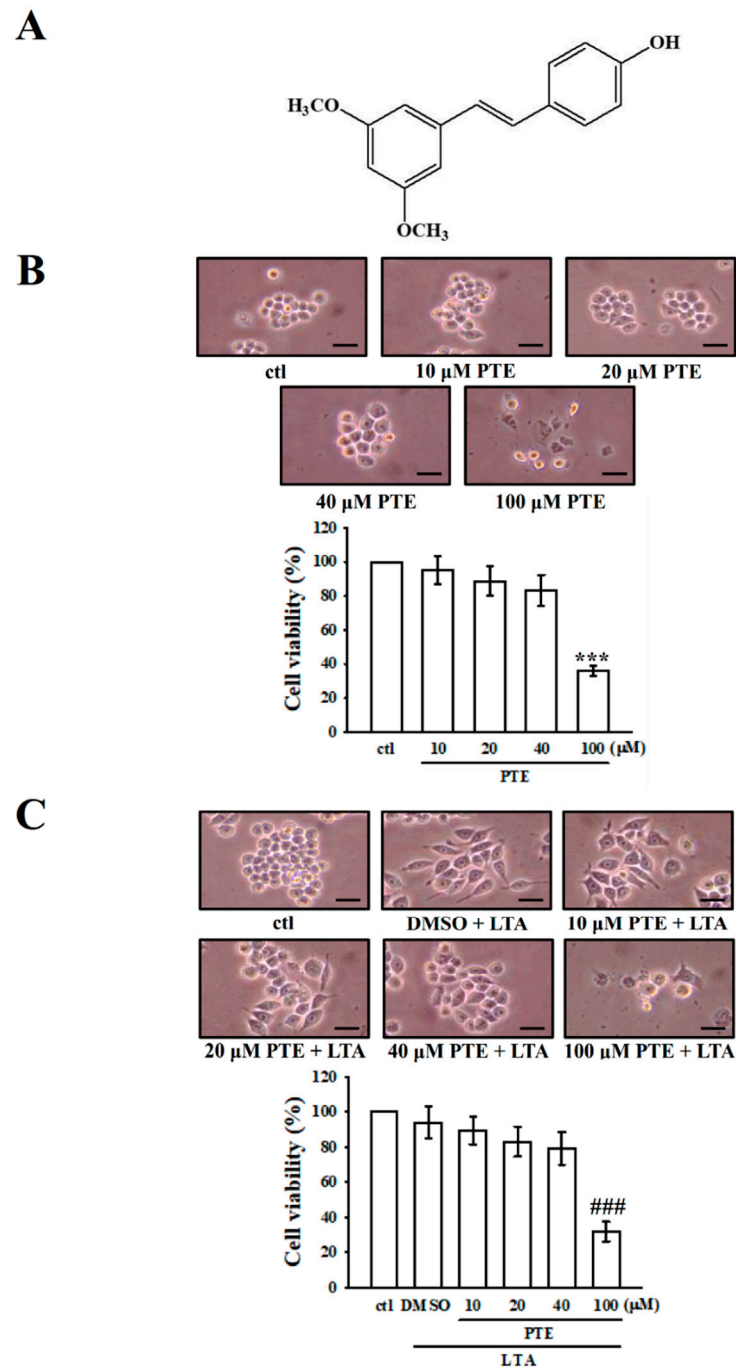 A
OH
H₃CO
OCH₃
B
ctl
10 µM PTE
20 µM PTE
40 µM PTE
100 µM PTE
120
100
80
60
40
20
0
Cell viability (%)
***
ctl 10 20 40 100 (µM)
PTE
C
ctl
DMSO + LTA
10 µM PTE + LTA
20 µM PTE + LTA
40 µM PTE + LTA
100 µM PTE + LTA
120
100
80
60
40
20
0
Cell viability (%)
###
ctl DMSO 10 20 40 100 (µM)
PTE
LTA